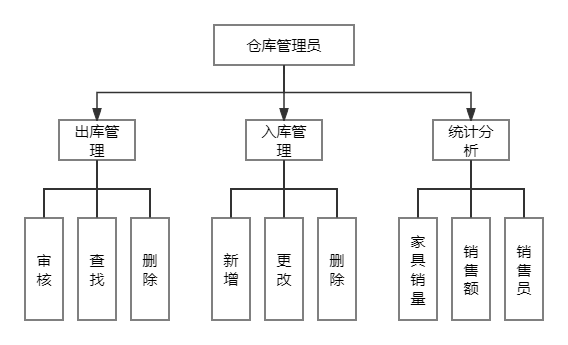 仓库管理员
出库管
理
入库管
理
统计分
析
审
核
查
找
删
除
新
增
更
改
删
除
家
具
销
量
销
售
额
销
售
员